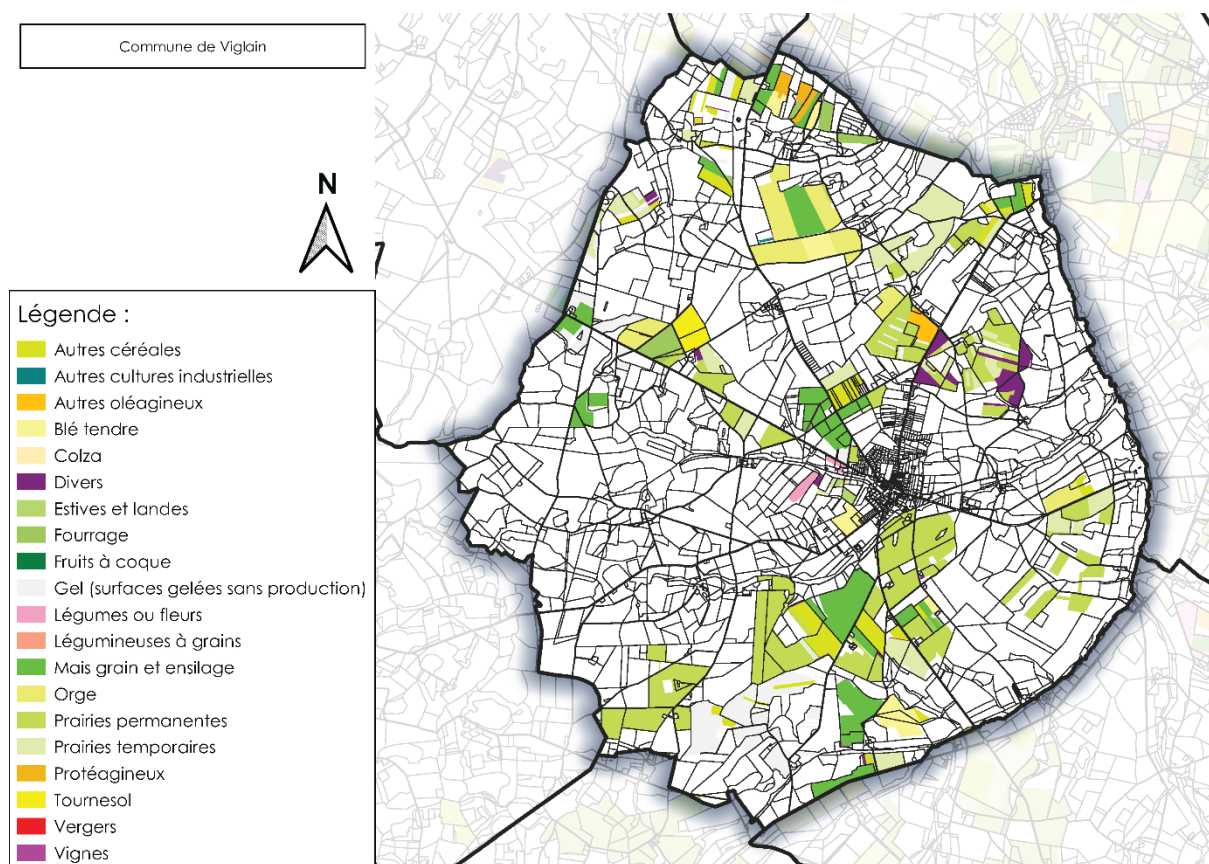 Commune de Viglain
N
Légende :
Autres céréales
Autres cultures industrielles
Autres oléagineux
Blé tendre
Colza
Divers
Estives et landes
Fourrage
Fruits à coque
Gel (surfaces gelées sans production)
Légumes ou fleurs
Légumineuses à grains
Mais grain et ensilage
Orge
Prairies permanentes
Prairies temporaires
Protéagineux
Tournesol
Vergers
Vignes